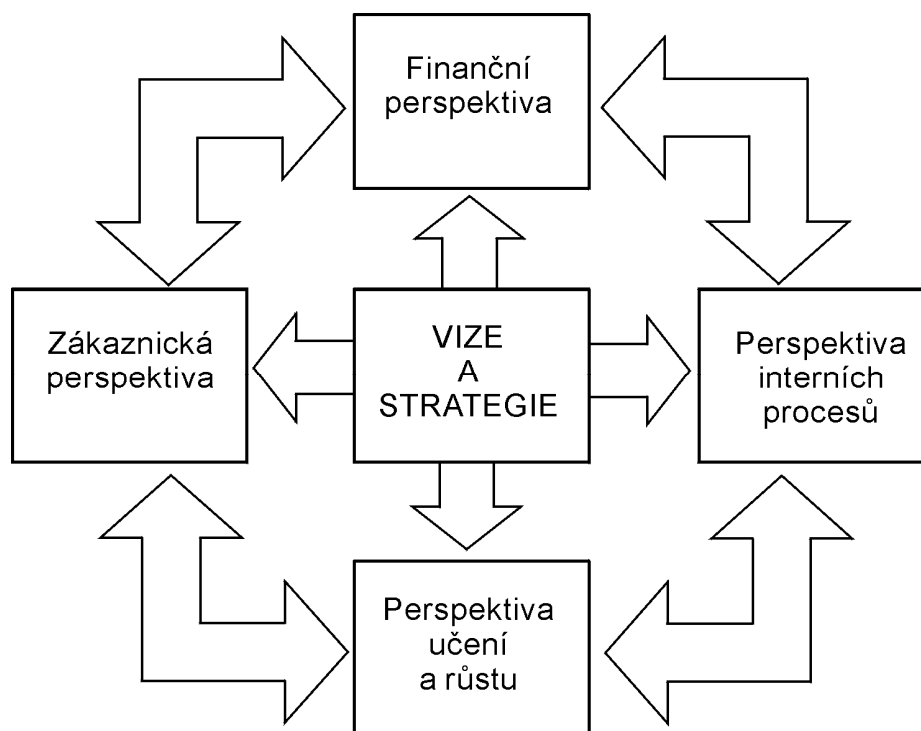 Finanční
perspektiva
Zákaznická
perspektiva
VIZE
A
STRATEGIE
Perspektiva
interních
procesů
Perspektiva
učení
a růstu